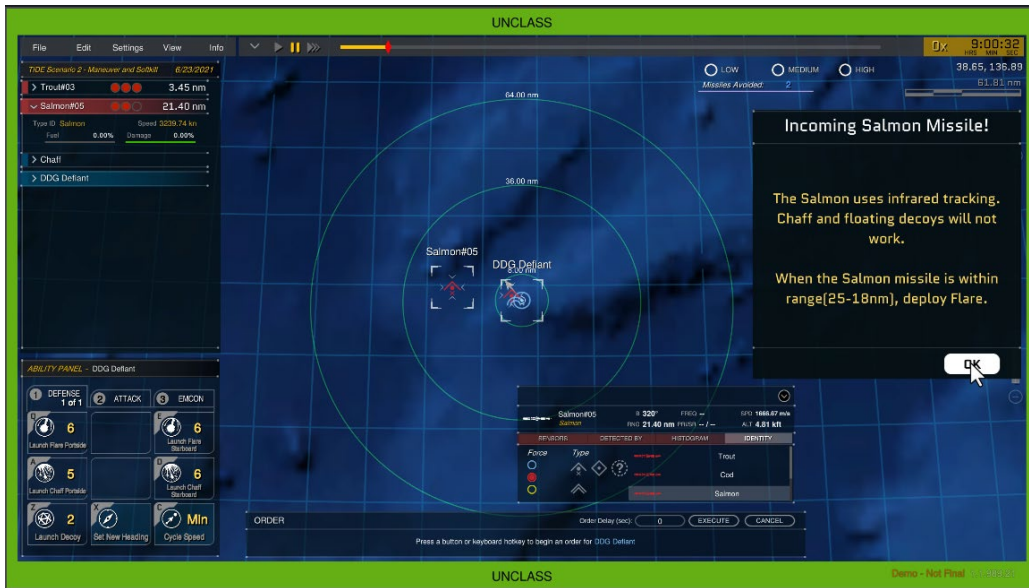 UNCLASS
File Edit Settings View Info
0x 9:00:32
HRS MIN SEC
TIDE Scenario 2 - Maneuver and Softkill 6/23/2021
Trout#03 3.45 nm
Salmon#05 21.40 nm
Type ID Salmon Speed 3239.74 kn
Fuel 0.00% Damage 0.00%
Chaff
DDG Defiant
LOW MEDIUM HIGH
Missiles Avoided: 2
38.65, 136.89
61.81 nm
64.00 nm
36.00 nm
Salmon#05
DDG Defiant
8.00 nm
Incoming Salmon Missile!
The Salmon uses infrared tracking.
Chaff and floating decoys will not
work.
When the Salmon missile is within
range(25-18nm), deploy Flare.
OK
ABILITY PANEL - DDG Defiant
1 DEFENSE 1 of 1 2 ATTACK 3 EMCON
6 6
Launch Flare Portside Launch Flare Starboard
5 6
Launch Chaff Portside Launch Chaff Starboard
Z 2 X C Min
Launch Decoy Set New Heading Cycle Speed
Salmon#05 320° FREQ -- SPD 1666.67 m/s
Salmon RNG 21.40 nm -- / -- ALT 4.81 kft
SENSORS DETECTED BY HISTOGRAM IDENTITY
Force Type
Trout
Cod
Salmon
ORDER Order Delay (sec): 0 EXECUTE CANCEL
Press a button or keyboard hotkey to begin an order for DDG Defiant
UNCLASS
Demo - Not Final